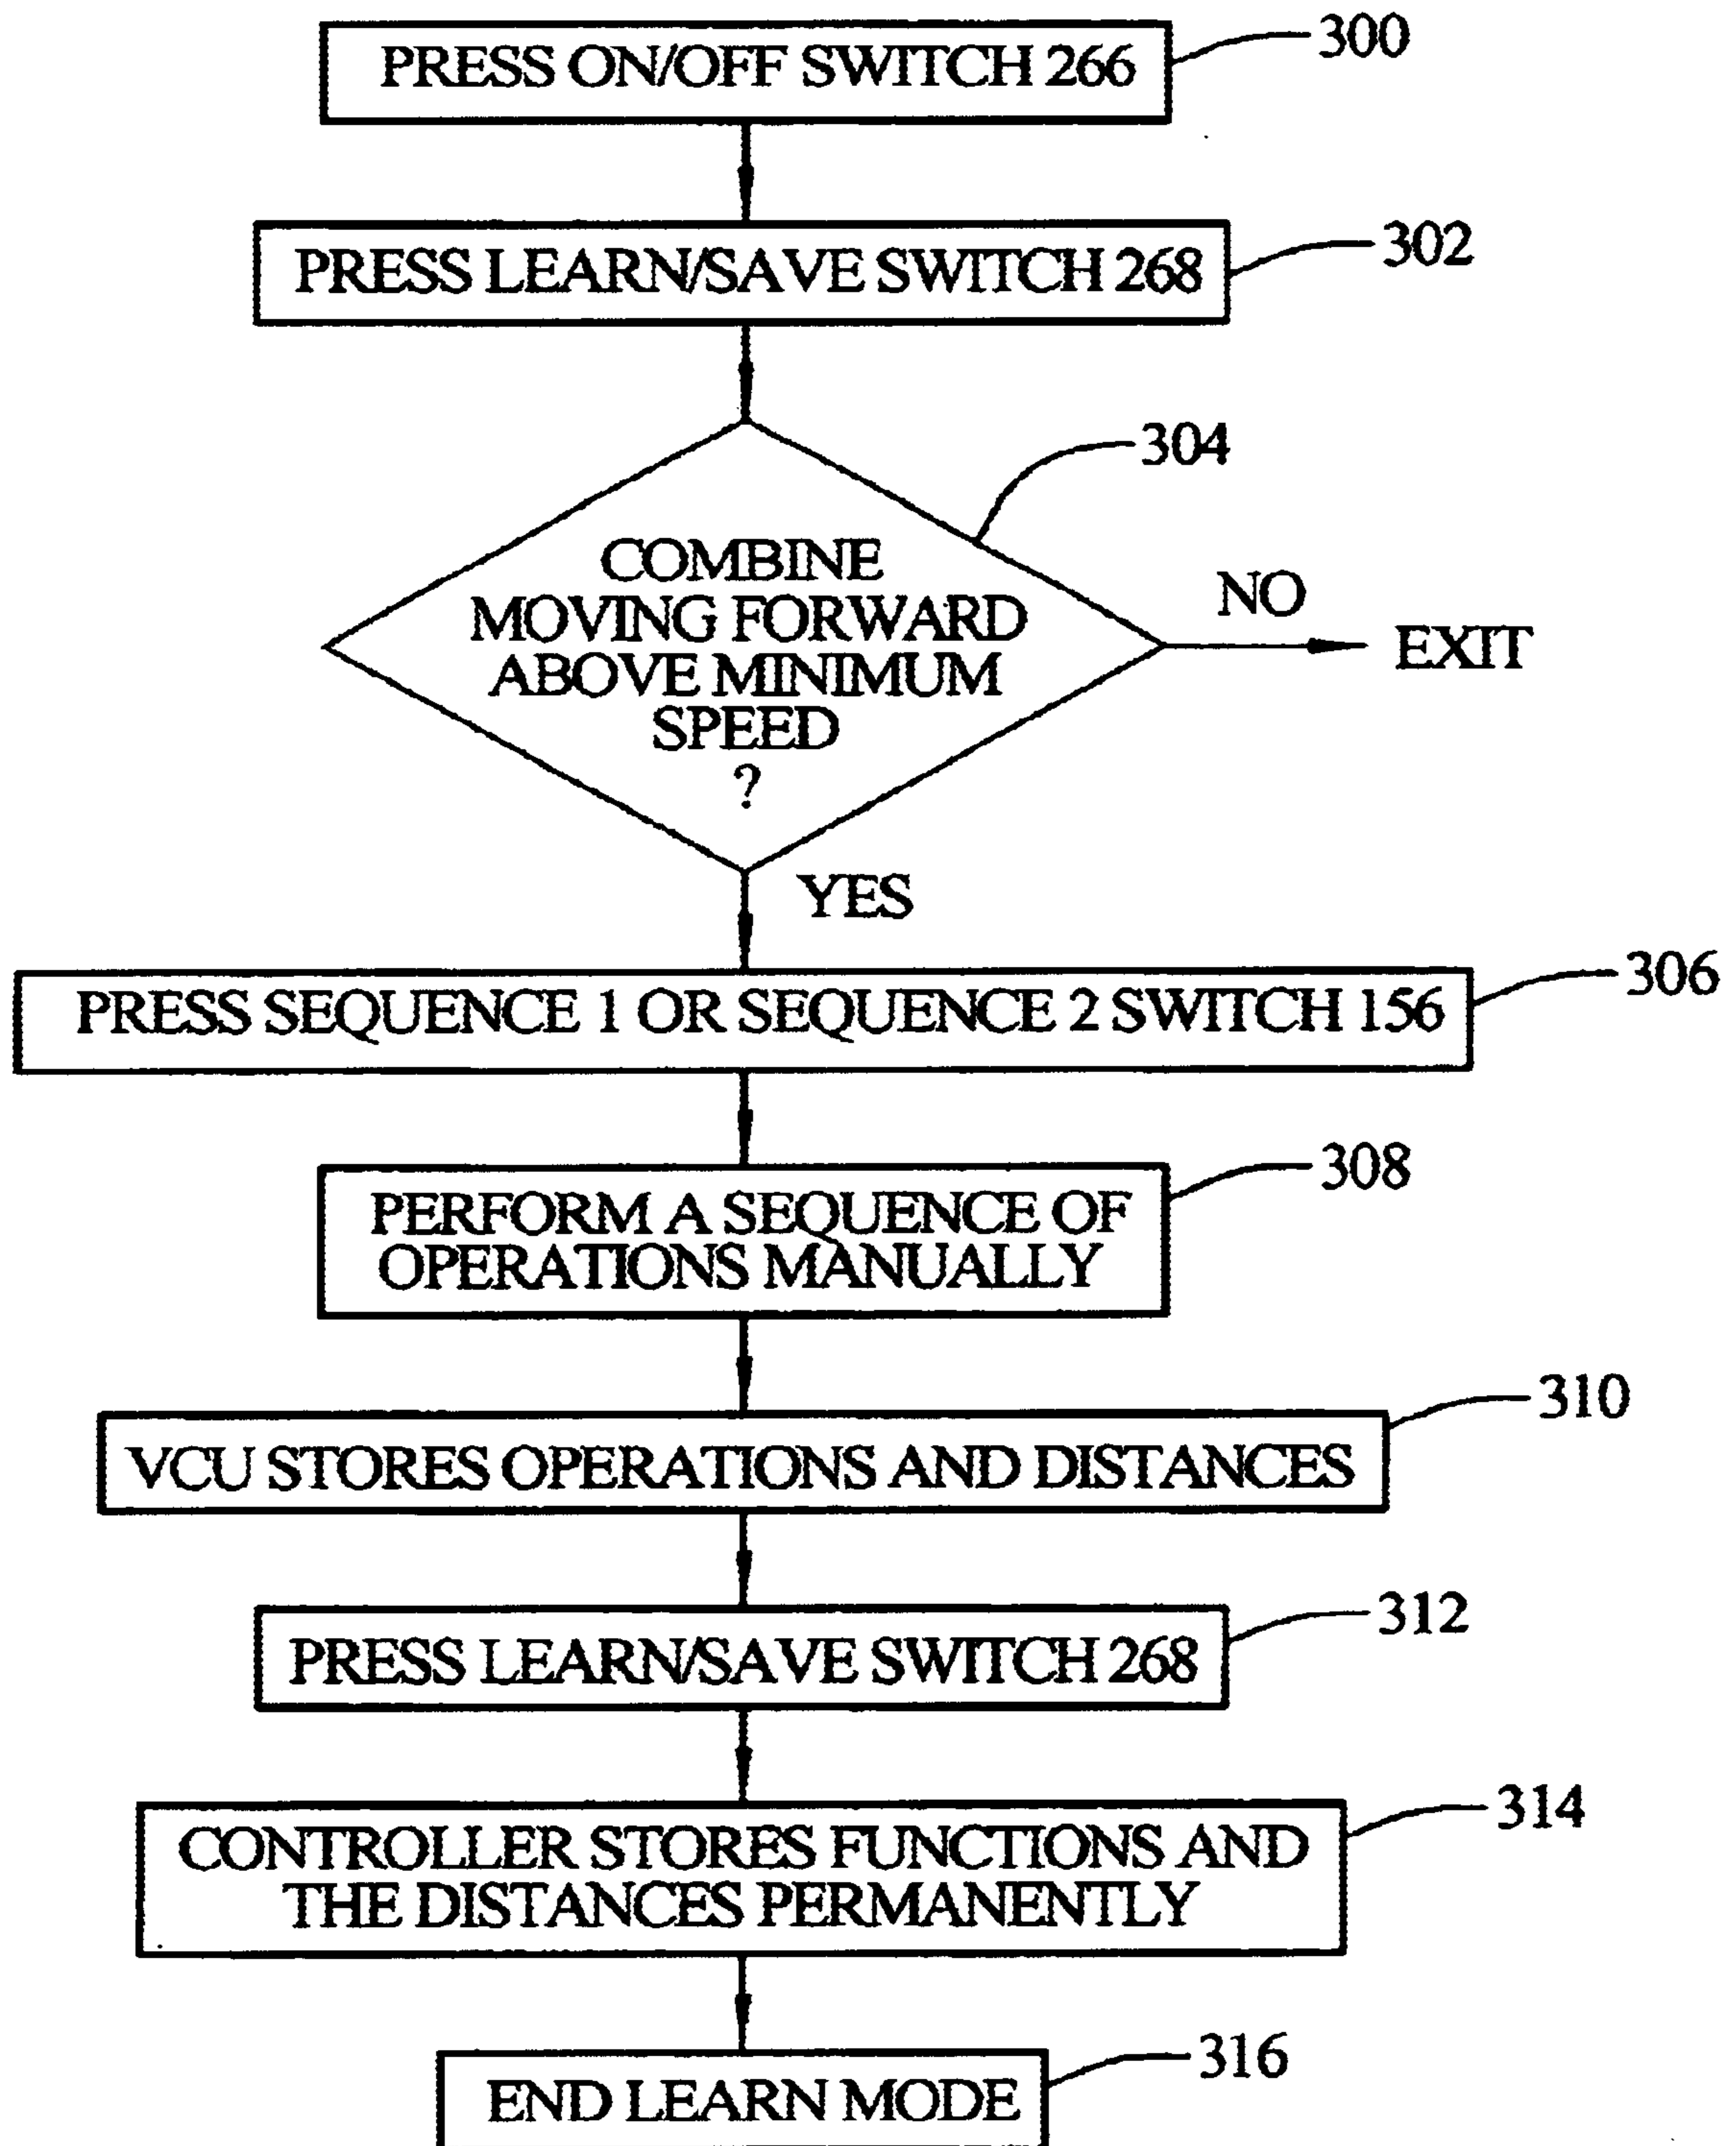 PRESS ON/OFF SWITCH 266
300
PRESS LEARN/SAVE SWITCH 268
302
304
COMBINE
MOVING FORWARD
ABOVE MINIMUM
SPEED
?
NO
EXIT
YES
PRESS SEQUENCE 1 OR SEQUENCE 2 SWITCH 156
306
PERFORM A SEQUENCE OF
OPERATIONS MANUALLY
308
VCU STORES OPERATIONS AND DISTANCES
310
PRESS LEARN/SAVE SWITCH 268
312
CONTROLLER STORES FUNCTIONS AND
THE DISTANCES PERMANENTLY
314
END LEARN MODE
316